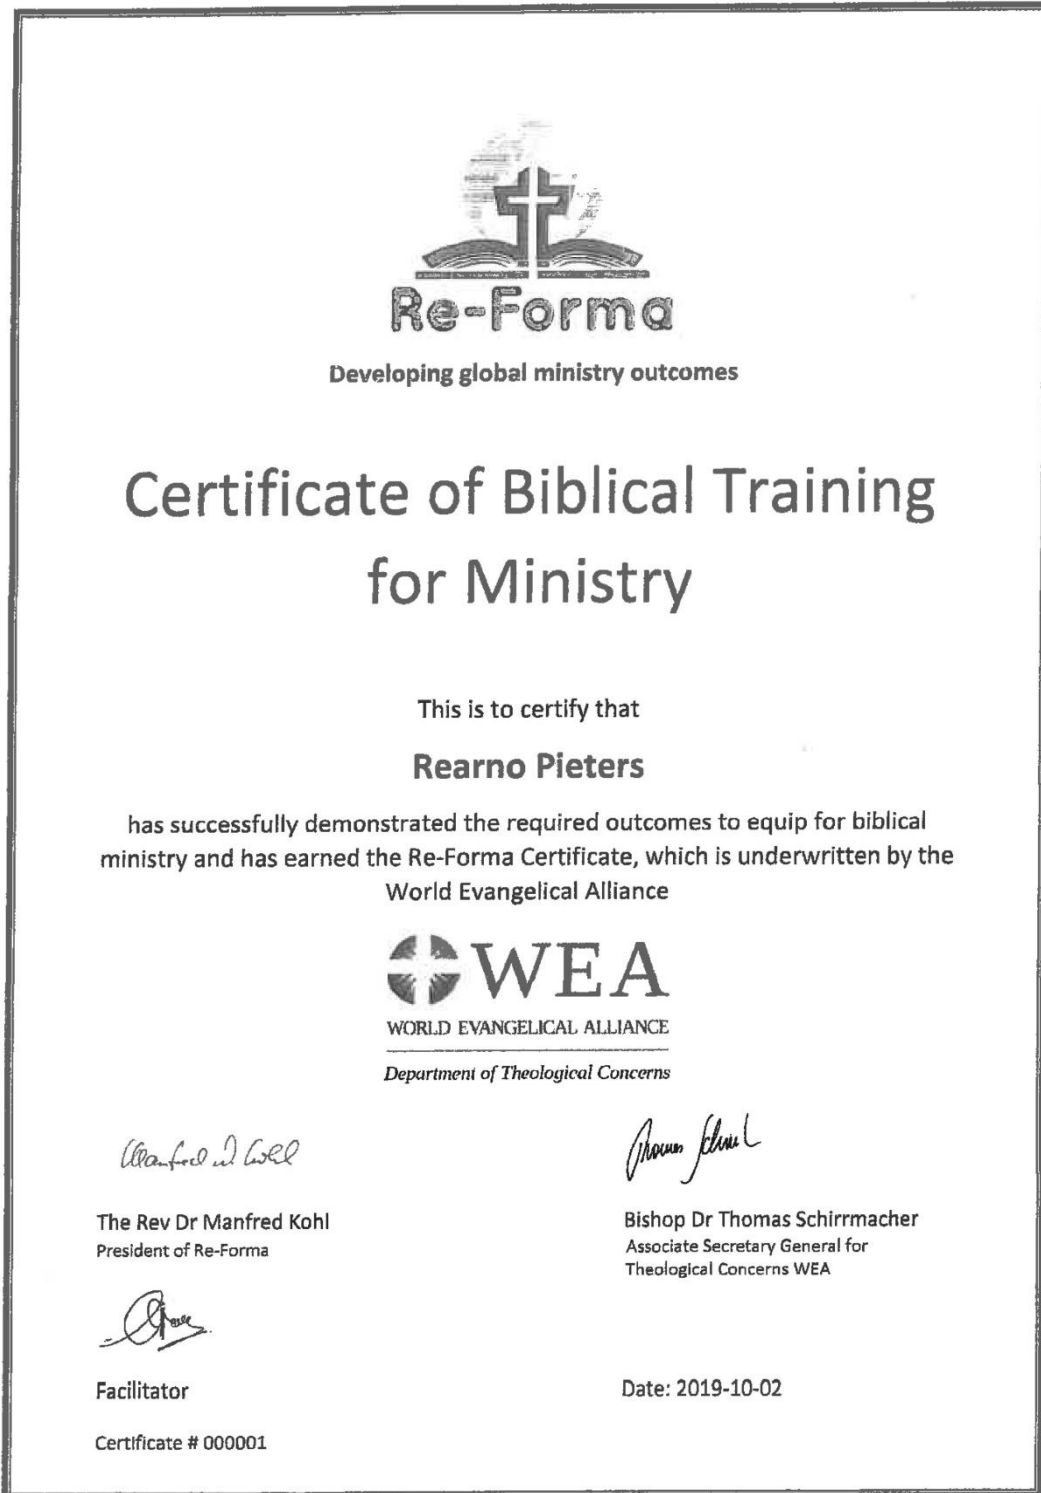 Re-Forma
Developing global ministry outcomes
Certificate of Biblical Training
for Ministry
This is to certify that
Rearno Pieters
has successfully demonstrated the required outcomes to equip for biblical
ministry and has earned the Re-Forma Certificate, which is underwritten by the
World Evangelical Alliance
WEA
WORLD EVANGELICAL ALLIANCE
Department of Theological Concerns
The Rev Dr Manfred Kohl
President of Re-Forma
Bishop Dr Thomas Schirrmacher
Associate Secretary General for
Theological Concerns WEA
Facilitator
Date: 2019-10-02
Certificate # 000001